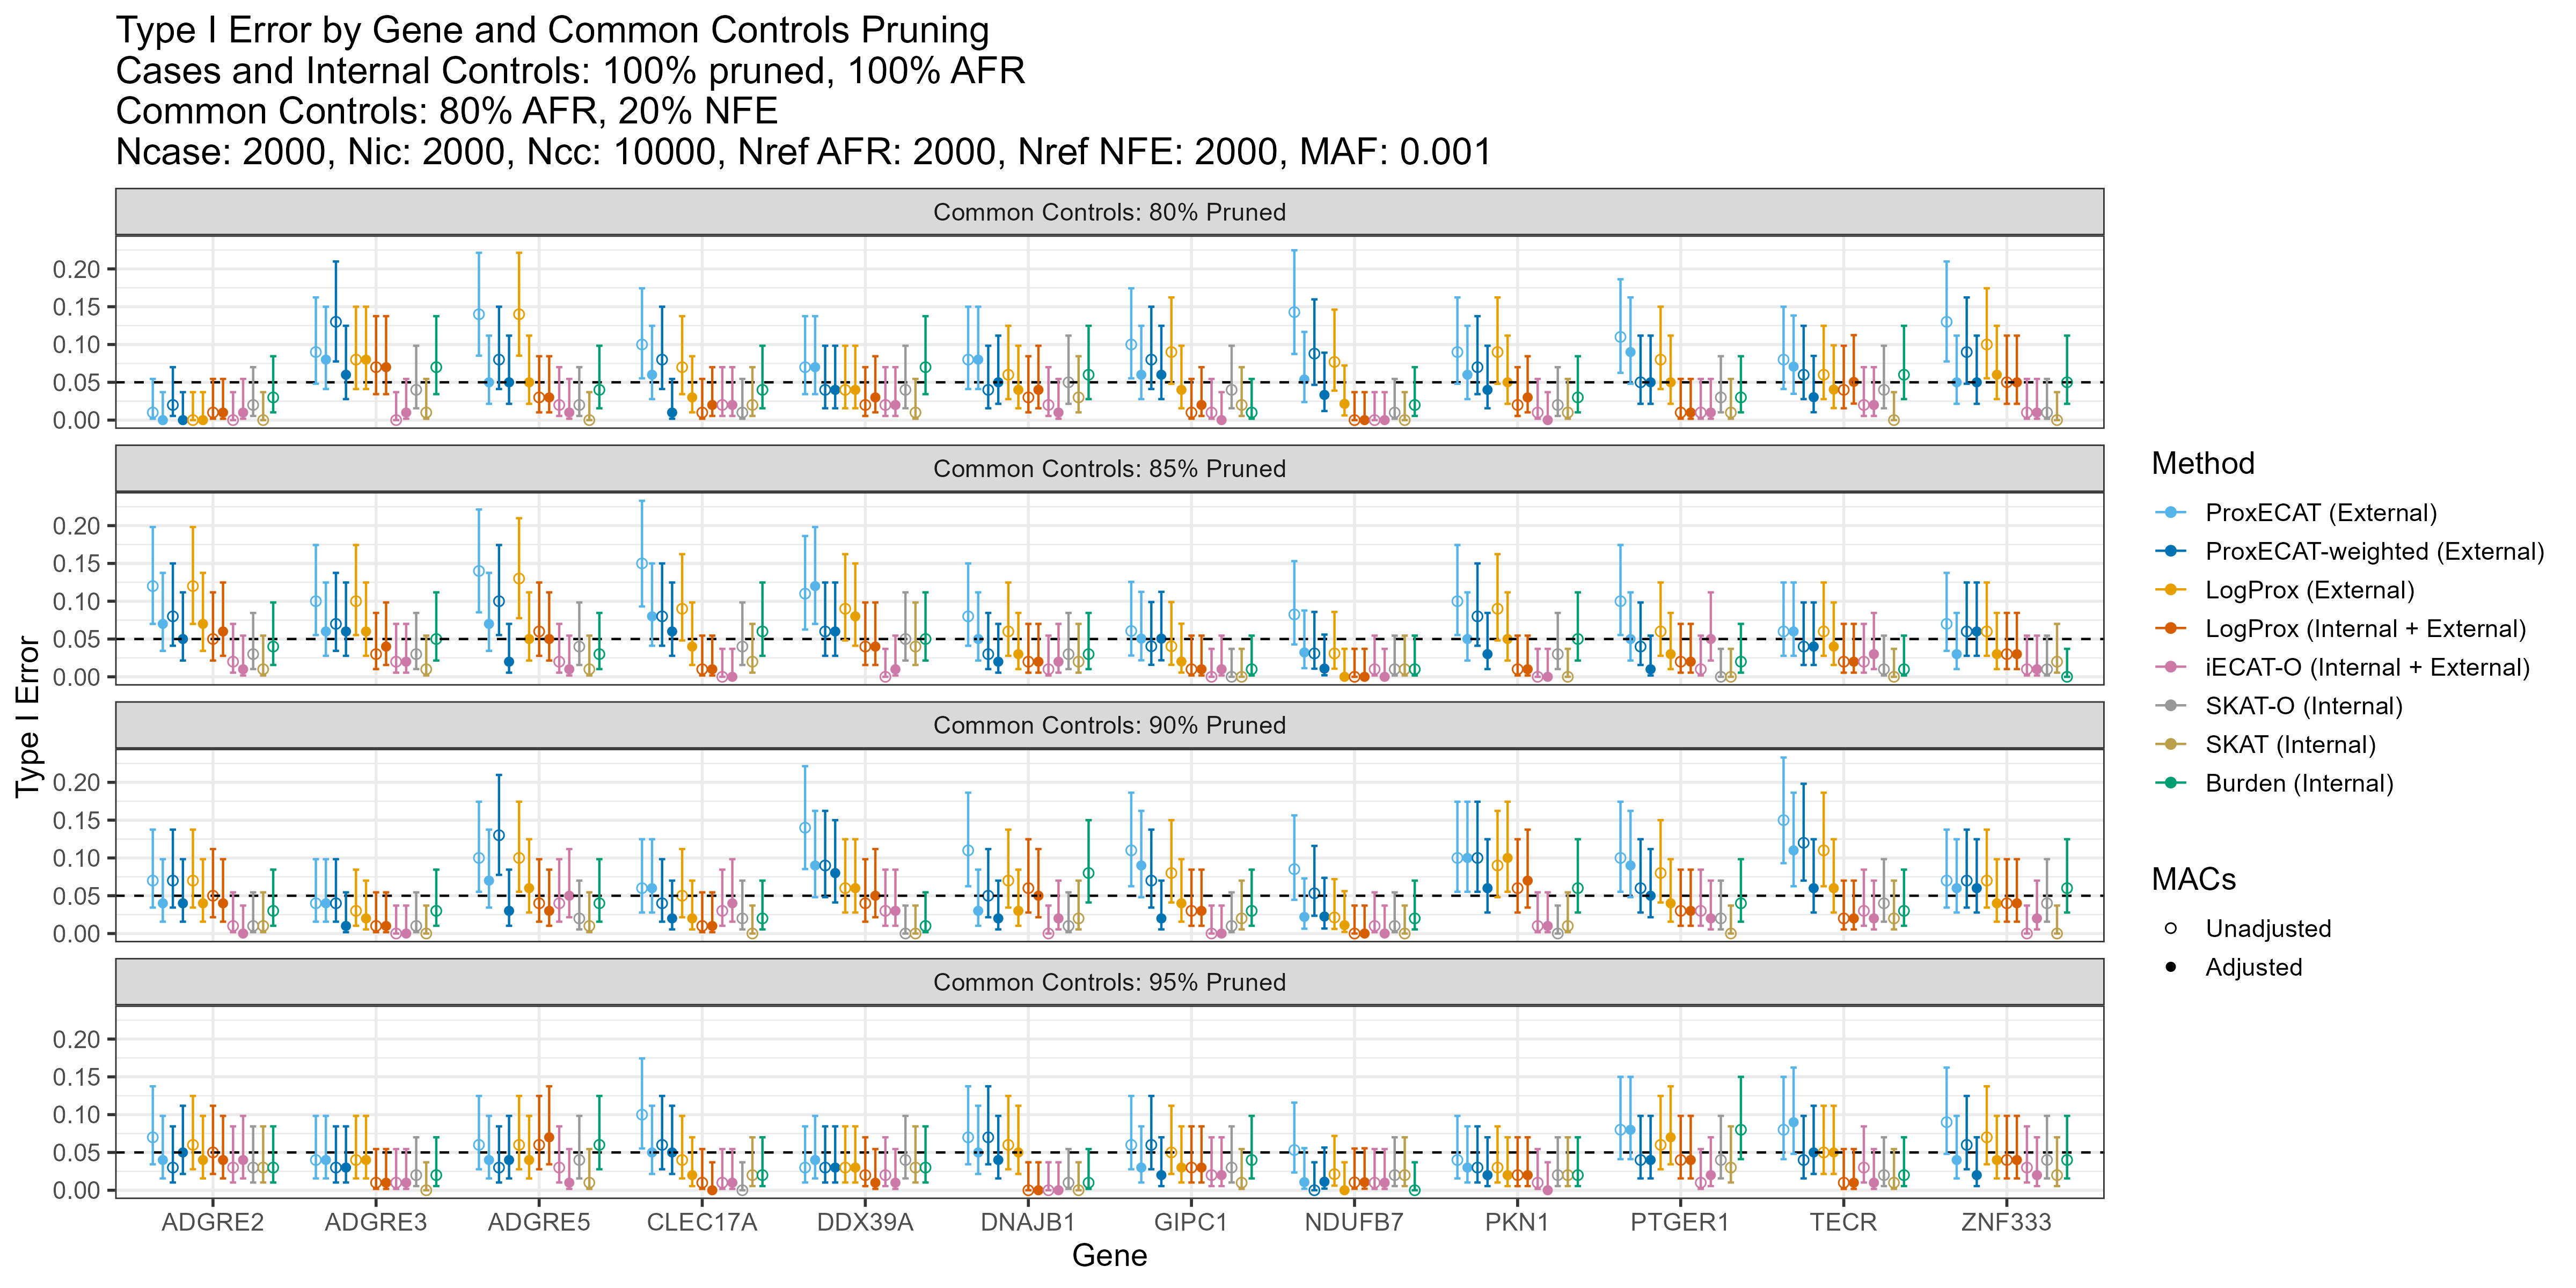 Type I Error by Gene and Common Controls Pruning
Cases and Internal Controls: 100% pruned, 100% AFR
Common Controls: 80% AFR, 20% NFE
Ncase: 2000, Nic: 2000, Ncc: 10000, Nref AFR: 2000, Nref NFE: 2000, MAF: 0.001
Common Controls: 80% Pruned
0.20
0.15
0.10
0.05
0.00
Common Controls: 85% Pruned
0.20
0.15
0.10
0.05
0.00
Common Controls: 90% Pruned
0.20
0.15
0.10
0.05
0.00
Common Controls: 95% Pruned
0.20
0.15
0.10
0.05
0.00
Type I Error
ADGRE2 ADGRE3 ADGRE5 CLEC17A DDX39A DNAJB1 GIPC1 NDUFB7 PKN1 PTGER1 TECR ZNF333
Gene
Method
ProxECAT (External)
ProxECAT-weighted (External)
LogProx (External)
LogProx (Internal + External)
iECAT-O (Internal + External)
SKAT-O (Internal)
SKAT (Internal)
Burden (Internal)
MACs
Unadjusted
Adjusted